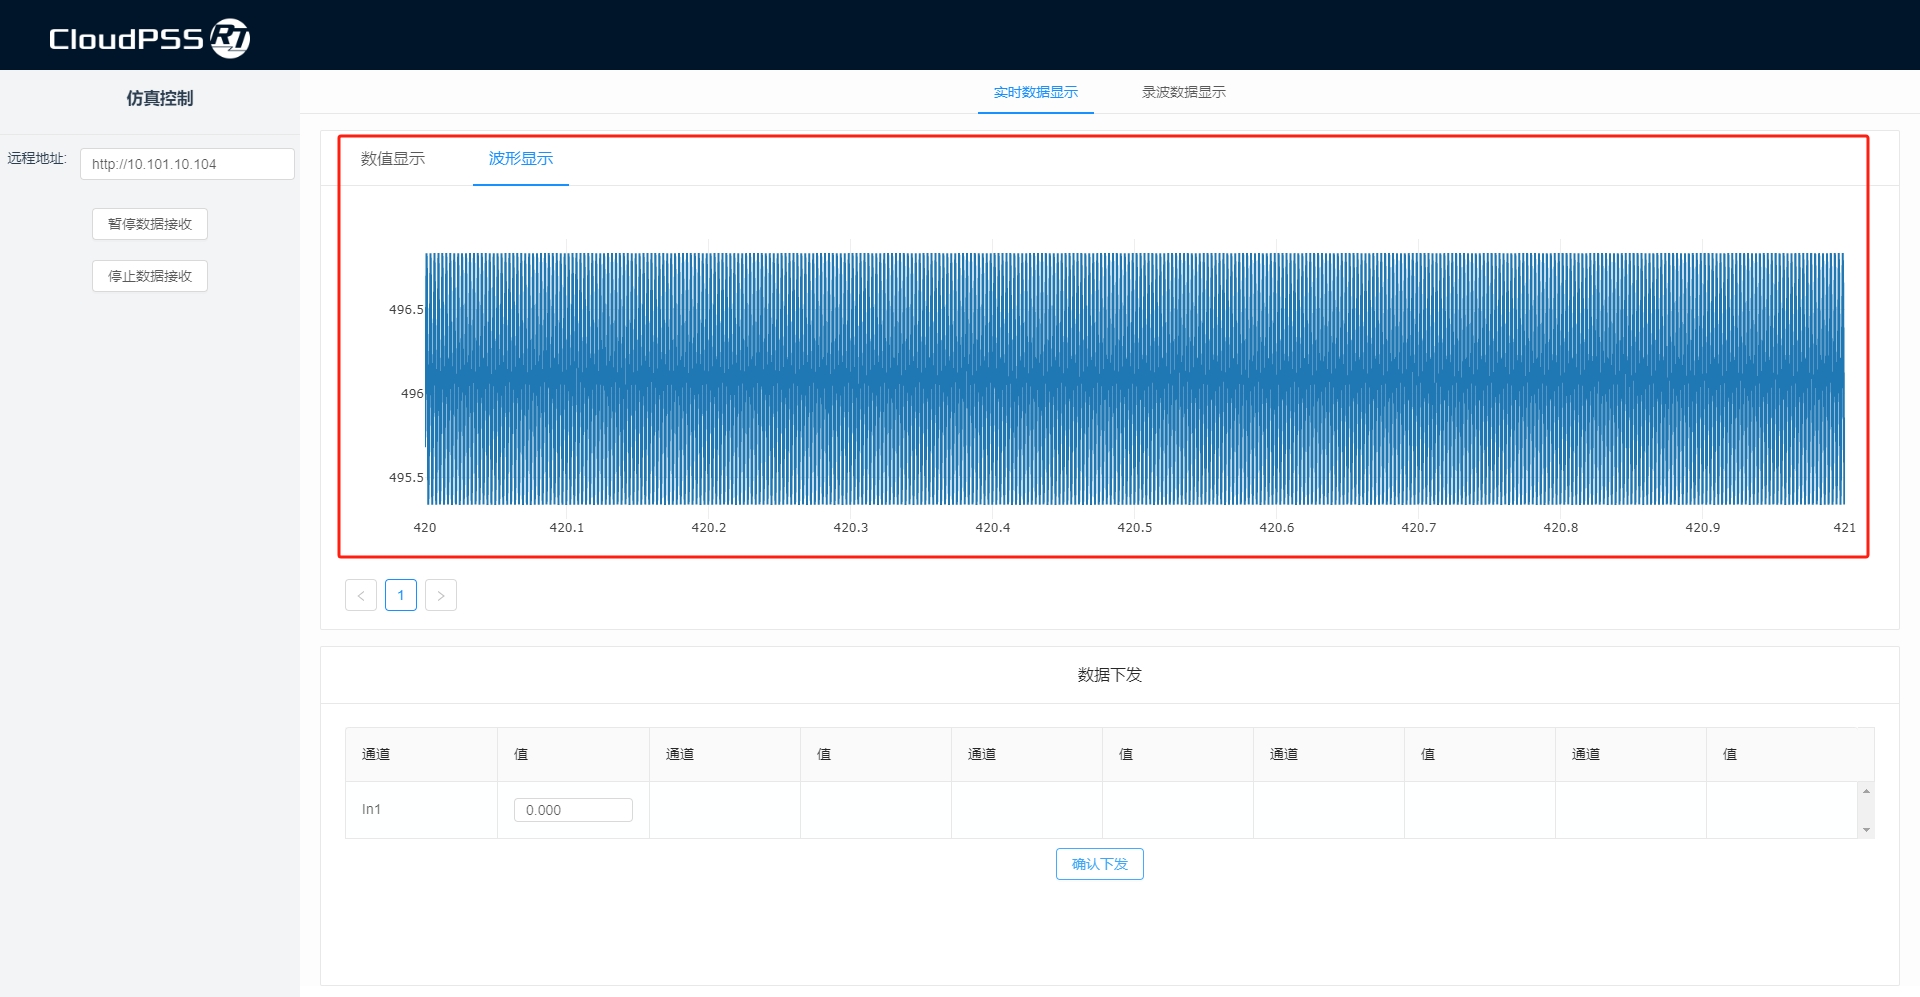 CloudPSS RT
仿真控制
实时数据显示
录波数据显示
远程地址:
http://10.101.10.104
暂停数据接收
停止数据接收
数值显示
波形显示
496.5
496
495.5
420
420.1
420.2
420.3
420.4
420.5
420.6
420.7
420.8
420.9
421
<
1
>
数据下发
通道 值 通道 值 通道 值 通道 值 通道 值
In1 0.000
确认下发